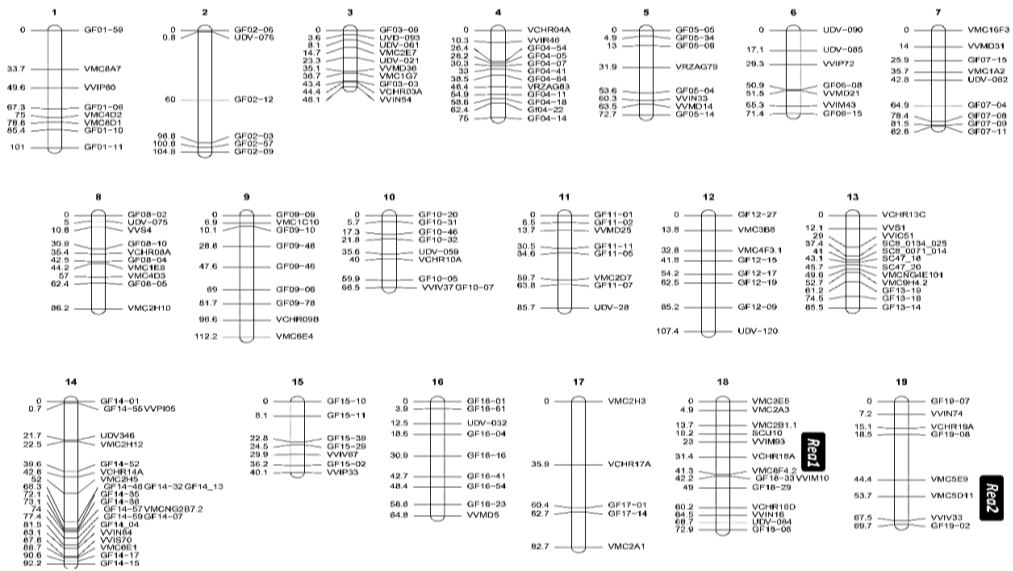 1
0 GF01-59
33.7 VMC8A7
49.6 VVIP60
67.3 GF01-06
75 VMC4D2
78.6 VMC8D1
85.4 GF01-10
101 GF01-11
2
0 GF02-06
0.8 UDV-076
60 GF02-12
96.8 GF02-03
100.8 GF02-57
104.8 GF02-09
3
0 GF03-09
3.6 UVD-093
8.1 UDV-061
14.7 VMC2E7
23.3 UDV-021
35.1 VVMD36
36.7 VMC1G7
43.4 GF03-03
44.4 VCHR03A
48.1 VVIN54
4
0 VCHR04A
10.3 VVIR46
26.4 GF04-54
28.2 GF04-05
30.3 GF04-07
33 GF04-41
38.5 GF04-84
48.4 VRZAG83
54.9 GF04-11
58.6 GF04-18
62.4 Gf04-22
75 GF04-14
5
0 GF05-05
4.9 GF05-34
13 GF05-09
31.9 VRZAG79
53.6 GF05-04
60.3 VVIN33
63.5 VVMD14
72.7 GF05-14
6
0 UDV-090
17.1 UDV-085
29.3 VVIP72
50.9 GF06-08
51.5 VVMD21
65.3 VVIM43
71.4 GF06-15
7
0 VMC16F3
14 VVMD31
25.9 GF07-15
35.7 VMC1A2
42.8 UDV-082
64.9 GF07-04
78.4 GF07-08
81.5 GF07-09
82.6 GF07-11
8
0 GF08-02
5 UDV-075
10.8 VVS4
30.9 GF08-10
35.4 VCHR08A
42.5 GF08-04
44.2 VMC1E8
57 VMC4D3
62.4 GF08-05
86.2 VMC2H10
9
0 GF09-09
6.9 VMC1C10
10.1 GF09-10
28.8 GF09-48
47.6 GF09-46
69 GF09-06
81.7 GF09-78
96.6 VCHR09B
112.2 VMC6E4
10
0 GF10-20
5.7 GF10-31
17.3 GF10-46
21.8 GF10-32
35.6 UDV-059
40 VCHR10A
59.9 GF10-05
66.5 VVIV37 GF10-07
11
0 GF11-01
6.5 GF11-02
13.7 VVMD25
30.5 GF11-11
34.6 GF11-05
59.7 VMC2D7
63.8 GF11-07
85.7 UDV-28
12
0 GF12-27
13.8 VMC3B8
32.8 VMC4F3.1
41.8 GF12-15
54.2 GF12-17
62.5 GF12-19
85.2 GF12-09
107.4 UDV-120
13
0 VCHR13C
12.1 VVS1
29 VVIC51
37.4 SC8_0134_025
41 SC8_0071_014
43.1 SC47_18
45.7 SC47_20
49.6 VMCNG4E101
52.7 VMC9H4.2
61.2 GF13-19
74.5 GF13-18
85.5 GF13-14
14
0 GF14-01
0.7 GF14-55 VVPI05
21.7 UDV346
22.5 VMC2H12
39.6 GF14-52
42.8 VCHR14A
52 VMC2H5
68.3 GF14-48 GF14-32 GF14_13
72.1 GF14-35
73.1 GF14-36
74 GF14-57 VMCNG2B7.2
77.4 GF14-59 GF14-07
81.5 GF14_04
63.1 VVIN64
87.8 VVIS70
88.7 VMC6E1
90.6 GF14-17
92.2 GF14-15
15
0 GF15-10
8.1 GF15-11
22.8 GF15-39
24.5 GF15-29
29.9 VVIV67
36.2 GF15-02
40.1 VVIP33
16
0 GF16-01
3.9 GF16-61
12.5 UDV-032
18.6 GF16-04
30.9 GF16-16
42.7 GF16-41
48.4 GF16-54
58.8 GF16-23
64.8 VVMD5
17
0 VMC2H3
35.9 VCHR17A
60.4 GF17-01
62.7 GF17-14
82.7 VMC2A1
18
0 VMC3E5
4.9 VMC2A3
13.7 VMC2B1.1
18.2 SCU10
23 VVIM93
31.4 VCHR18A
41.3 VMC8F4.2
42.2 GF18-33 VVIM10
49 GF18-29
60.2 VCHR18D
64.5 VVIN16
68.7 UDV-084
72.9 GF18-06
Ren1
19
0 GF19-07
7.2 VVIN74
15.1 VCHR19A
18.5 GF19-08
44.4 VMC5E9
53.7 VMC5D11
67.5 VVIV33
69.7 GF19-02
Ren2